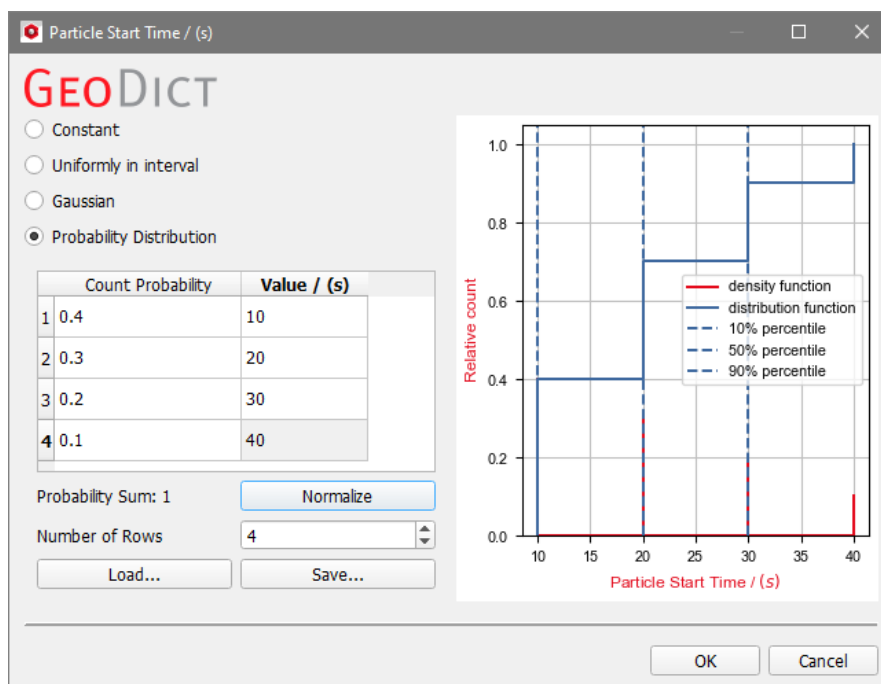 Particle Start Time / (s)
GEODICT
Constant
Uniformly in interval
Gaussian
Probability Distribution
Count Probability Value / (s)
1 0.4 10
2 0.3 20
3 0.2 30
4 0.1 40
Probability Sum: 1 Normalize
Number of Rows 4
Load... Save...
Relative count
1.0
0.8
0.6
0.4
0.2
0.0
density function
distribution function
10% percentile
50% percentile
90% percentile
10 15 20 25 30 35 40
Particle Start Time / (s)
OK Cancel